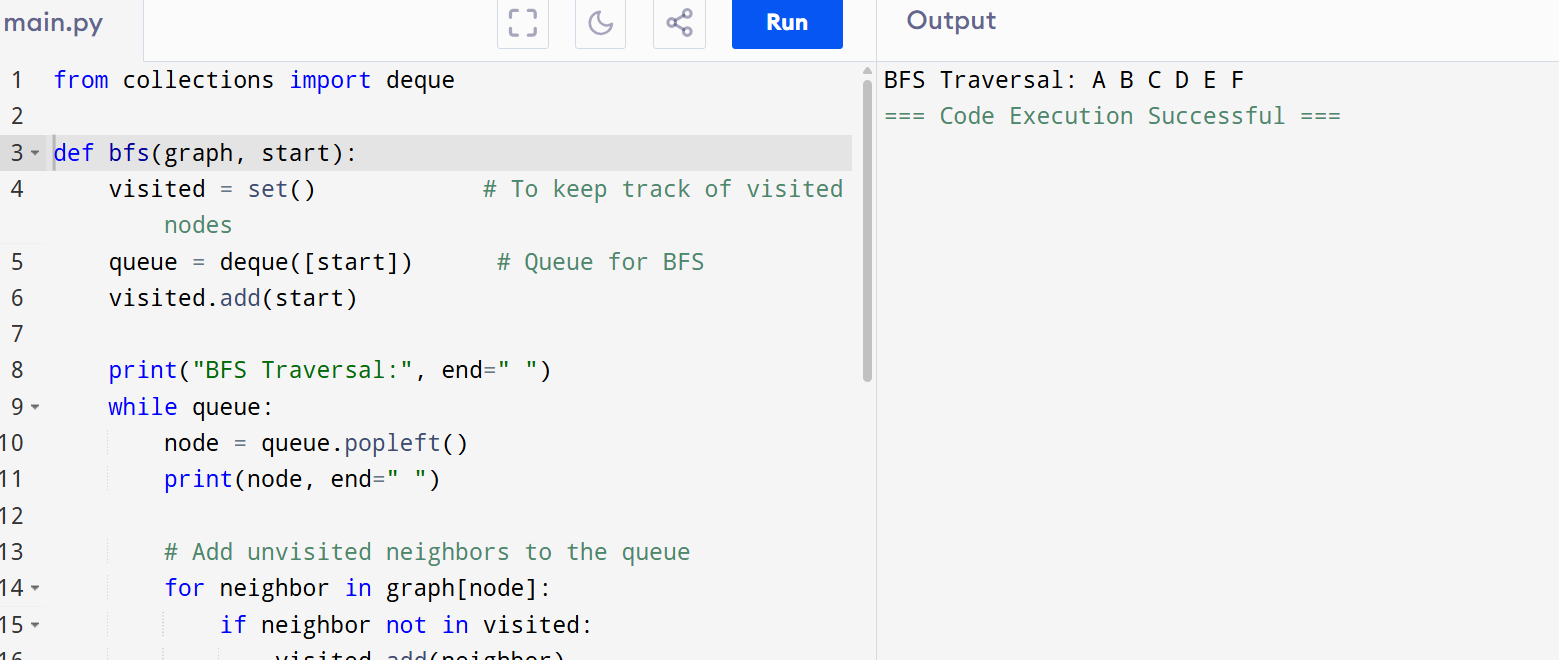 main.py
Run
Output
1 from collections import deque
2
3 def bfs(graph, start):
4     visited = set()            # To keep track of visited
        nodes
5     queue = deque([start])      # Queue for BFS
6     visited.add(start)
7
8     print("BFS Traversal:", end=" ")
9     while queue:
10         node = queue.popleft()
11         print(node, end=" ")
12
13         # Add unvisited neighbors to the queue
14         for neighbor in graph[node]:
15             if neighbor not in visited:
16                 visited.add(neighbor)
BFS Traversal: A B C D E F
=== Code Execution Successful ===